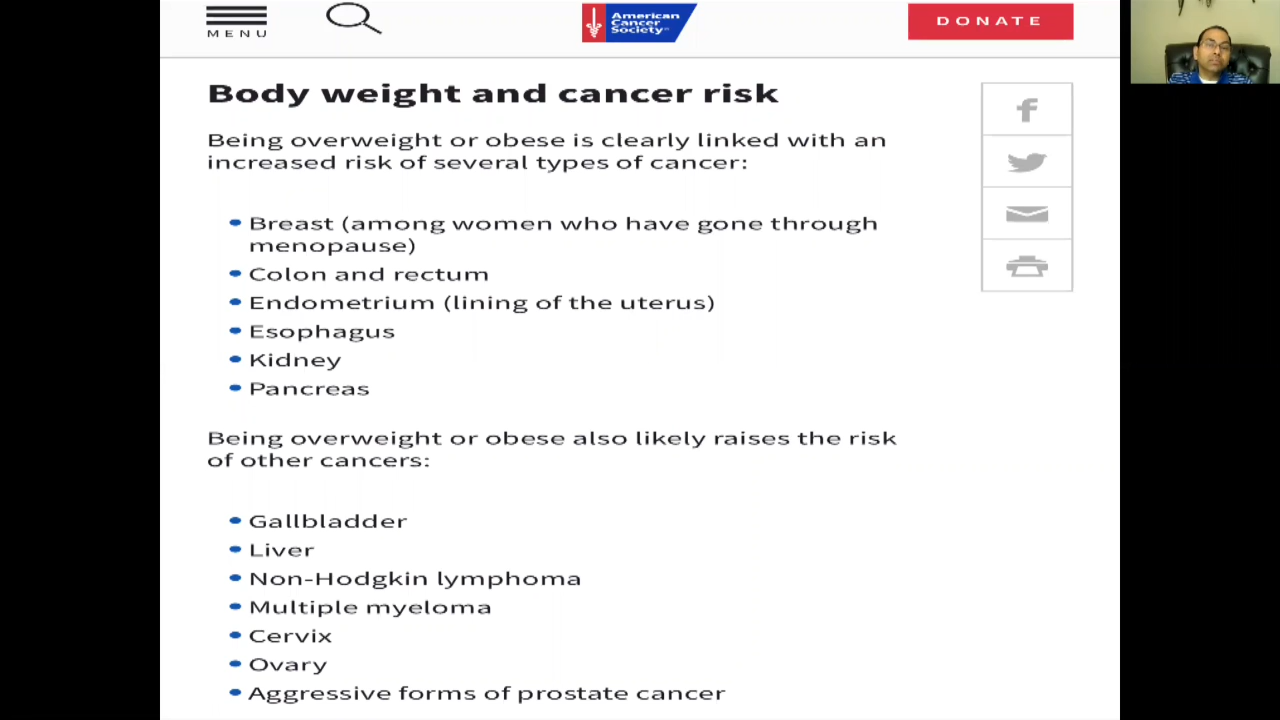 MENU
American
Cancer
Society
DONATE
Body weight and cancer risk
Being overweight or obese is clearly linked with an
increased risk of several types of cancer:
Breast (among women who have gone through
menopause)
Colon and rectum
Endometrium (lining of the uterus)
Esophagus
Kidney
Pancreas
Being overweight or obese also likely raises the risk
of other cancers:
Gallbladder
Liver
Non-Hodgkin lymphoma
Multiple myeloma
Cervix
Ovary
Aggressive forms of prostate cancer